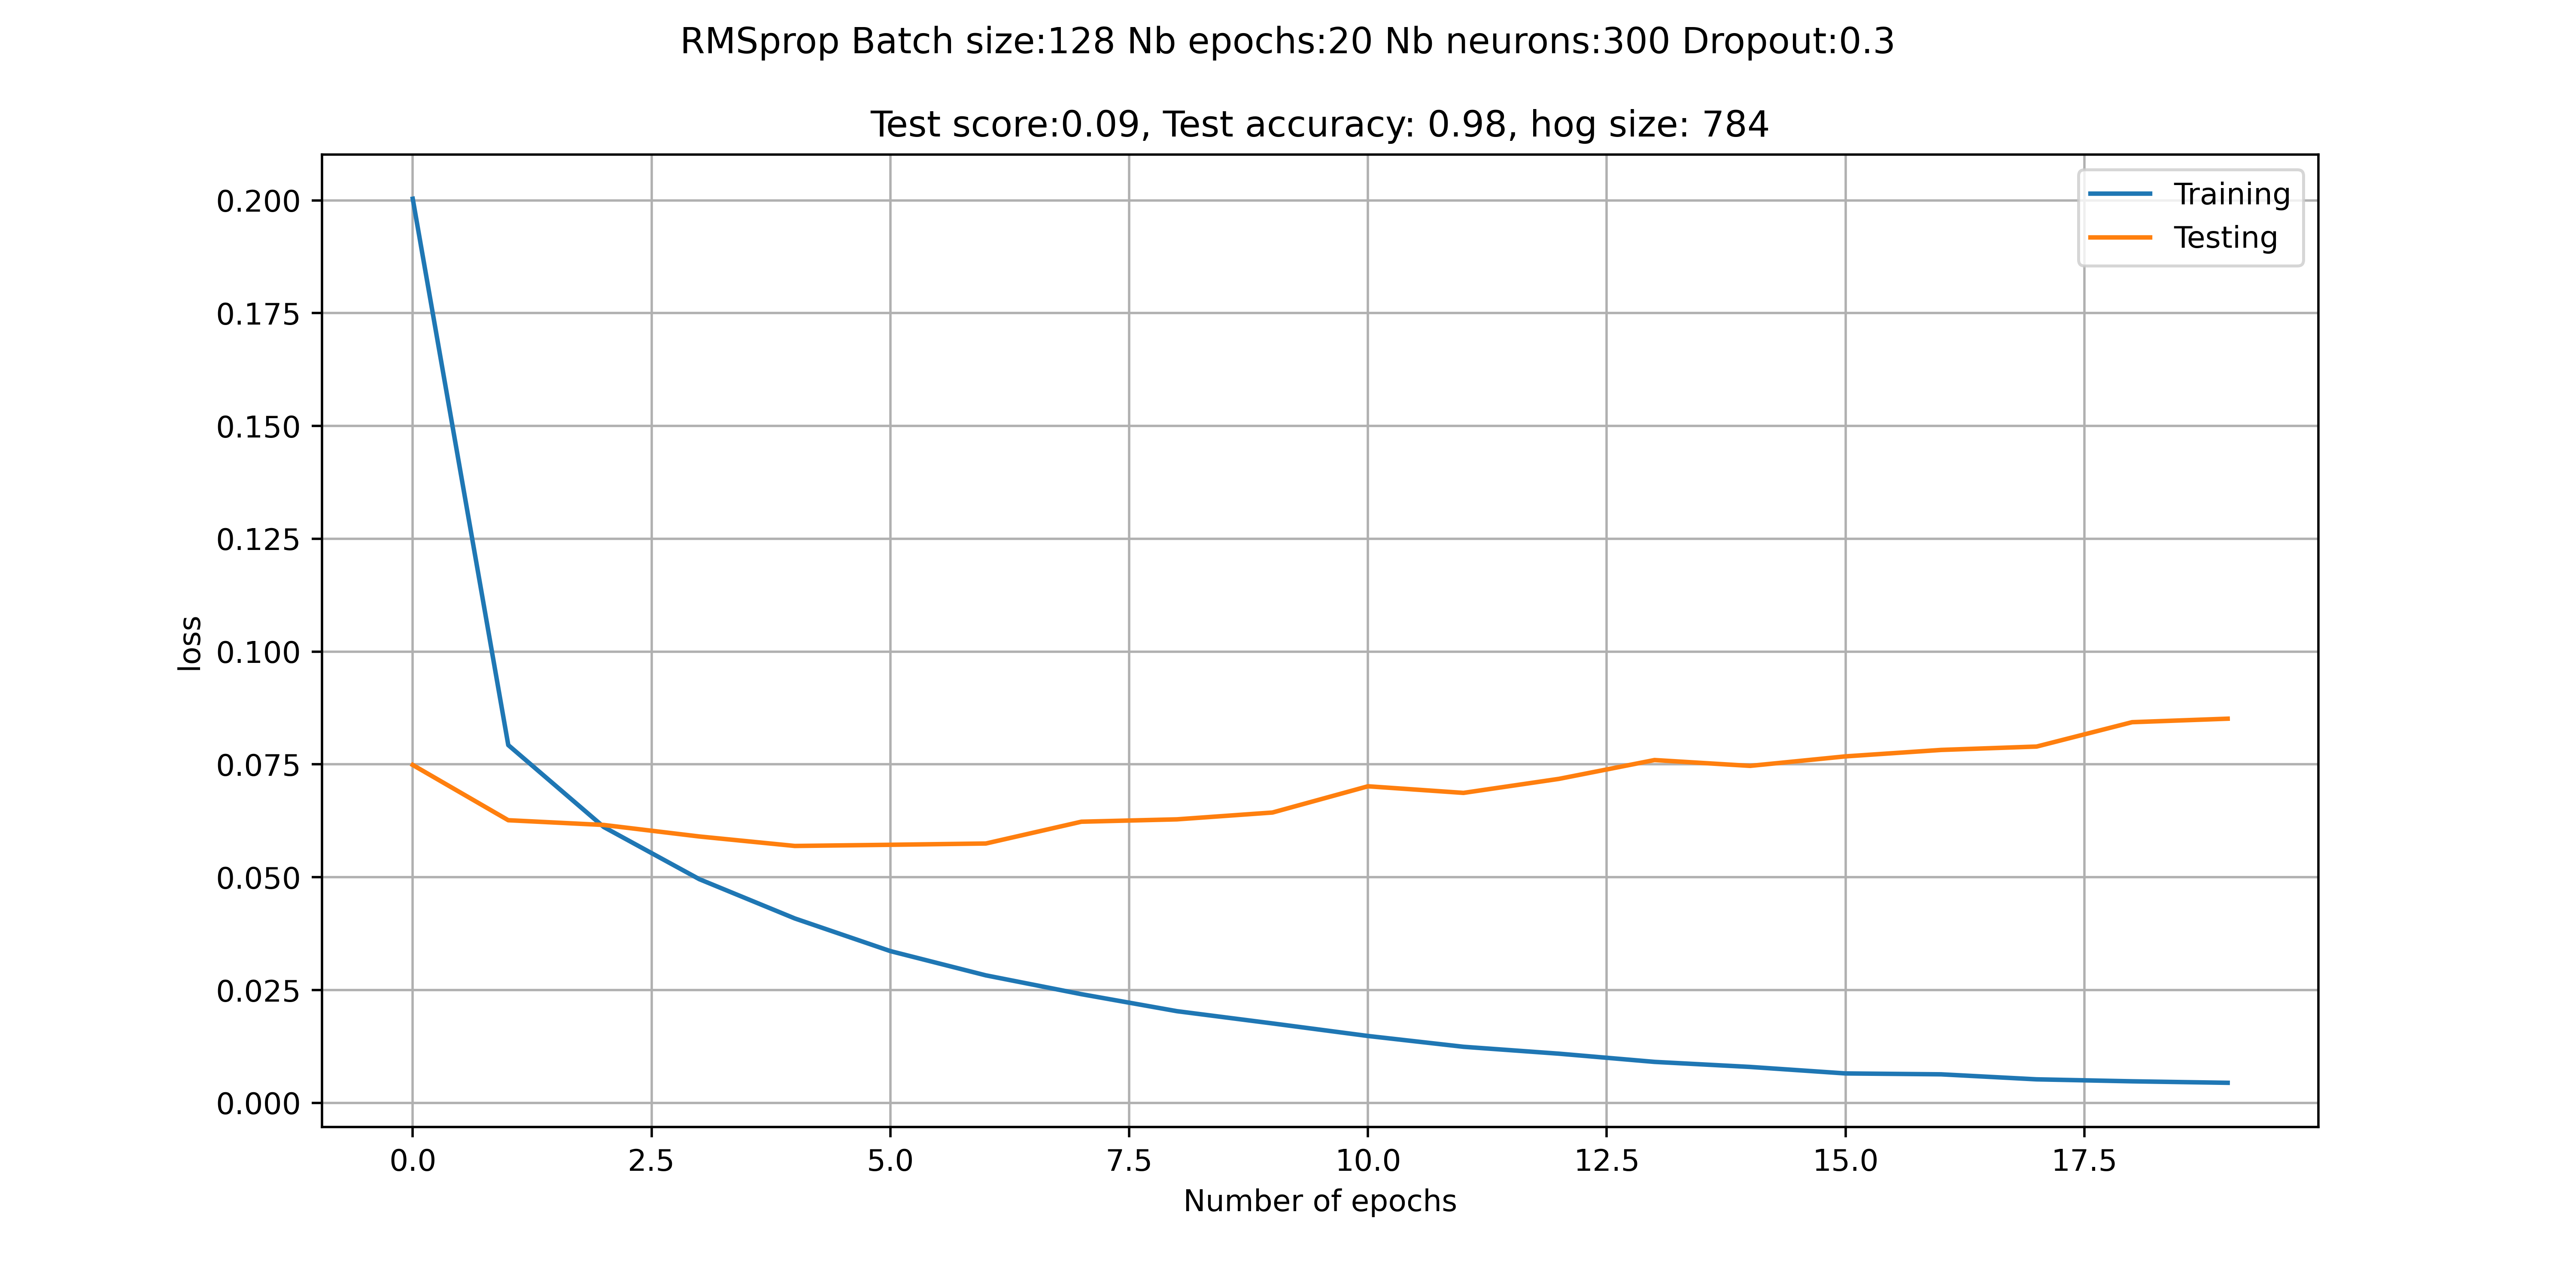 RMSprop Batch size:128 Nb epochs:20 Nb neurons:300 Dropout:0.3
Test score:0.09, Test accuracy: 0.98, hog size: 784
Training
Testing
0.200
0.175
0.150
0.125
0.100
0.075
0.050
0.025
0.000
loss
0.0 2.5 5.0 7.5 10.0 12.5 15.0 17.5
Number of epochs